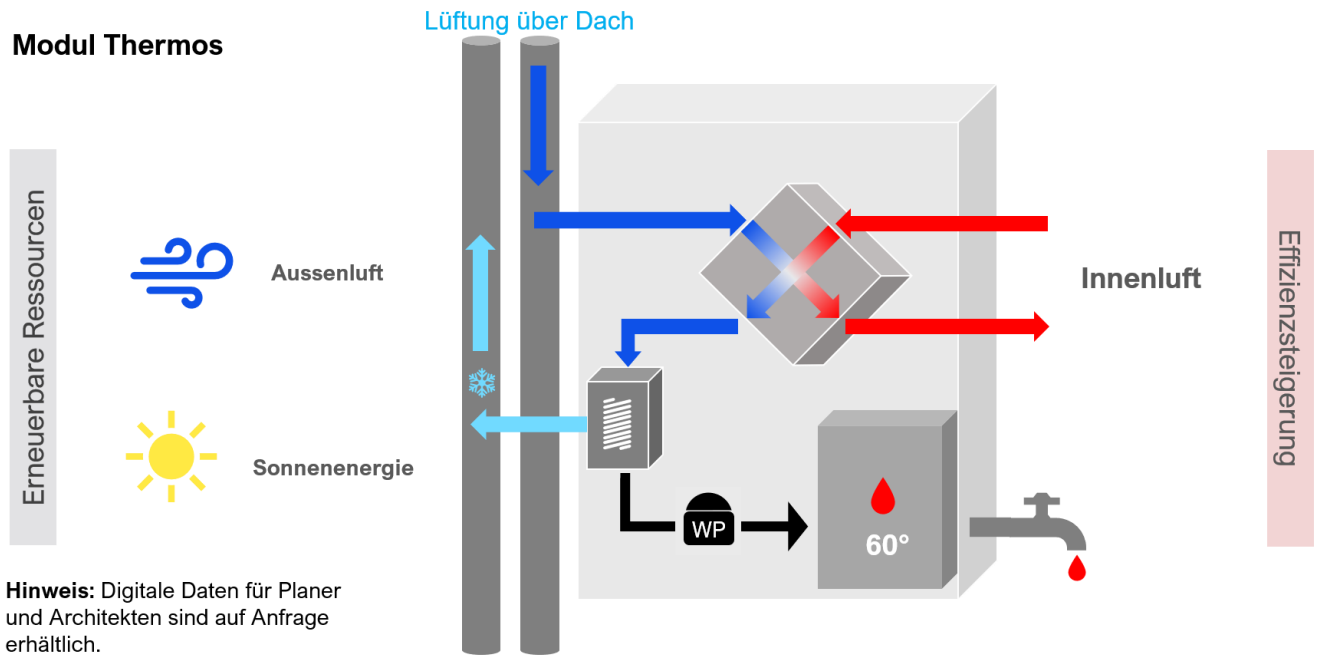 Lüftung über Dach
Modul Thermos
Erneuerbare Ressourcen
Aussenluft
Innenluft
Effizienzsteigerung
Sonnenenergie
WP
60°
Hinweis: Digitale Daten für Planer
und Architekten sind auf Anfrage
erhältlich.